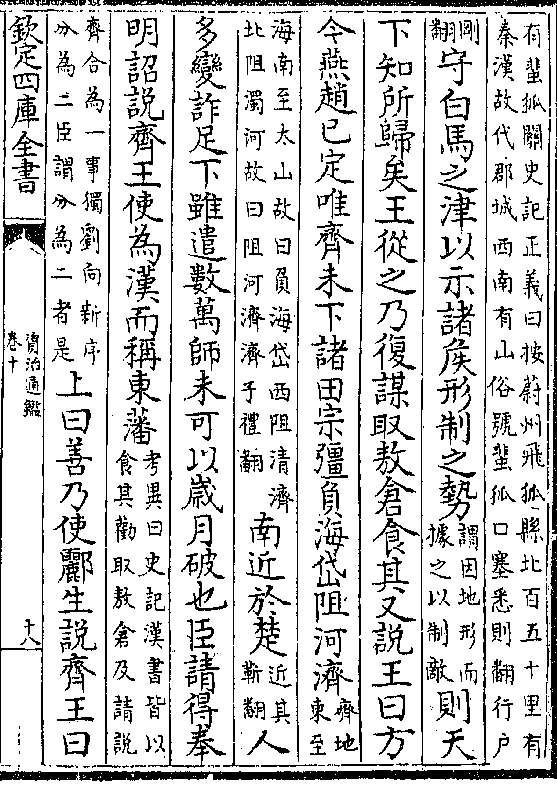 有蜚狐關史記正義曰按蔚州飛狐縣北百五十里有
秦漢故代郡城西南有山俗號蜚狐口塞悉則翻行户
剛翻守白馬之津以示諸侯形制之勢謂因地形而據之以制敵則天
下知所歸矣王從之乃復謀取敖倉食其又說王曰方
今燕趙已定唯齊未下諸田宗彊負海岱阻河濟齊地東至
海南至太山故曰負海岱西阻清濟北阻濁河故曰阻河濟濟子禮翻南近於楚近其靳翻人
多變詐足下雖遣數萬師未可以歲月破也臣請得奉
明詔說齊王使為漢而稱東藩考異曰史記漢書皆以食其勸取敖倉及請說
齊合為一事獨劉向新序分為二臣謂分為二者是上曰善乃使酈生說齊王曰
欽定四庫全書
資治通鑑
卷十
十八